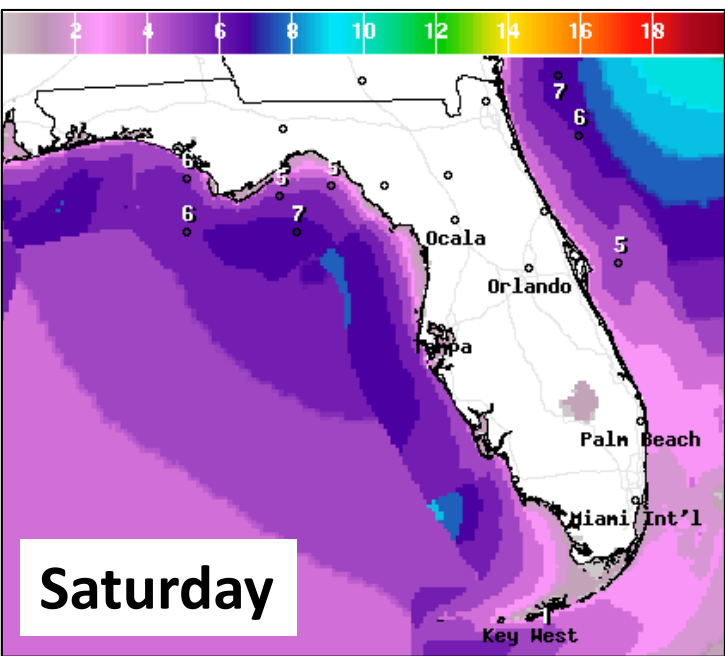 2 4 6 8 10 12 14 16 18
7
6
6 5 5
6 7
5
Ocala
Orlando
Tampa
Palm Beach
Miami Int'l
1
Key West
Saturday